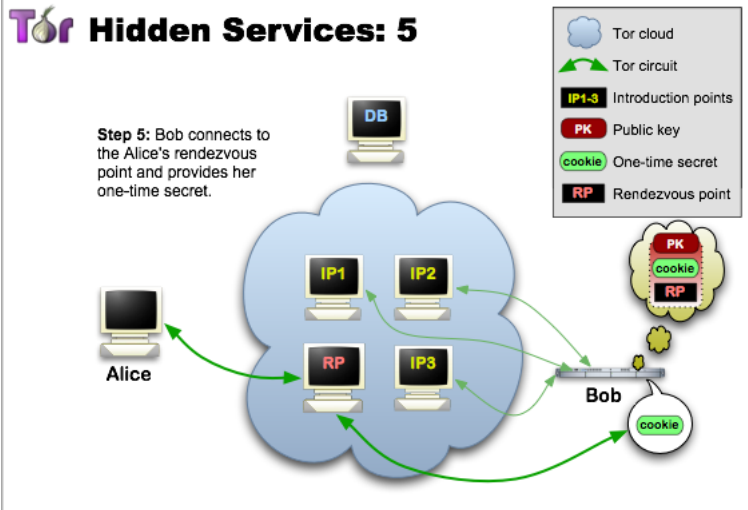 Tor Hidden Services: 5
Tor cloud
Tor circuit
IP1-3 Introduction points
PK Public key
cookie One-time secret
RP Rendezvous point
Step 5: Bob connects to
the Alice's rendezvous
point and provides her
one-time secret.
DB
PK
cookie
RP
IP1 IP2
Alice
RP IP3
Bob
cookie